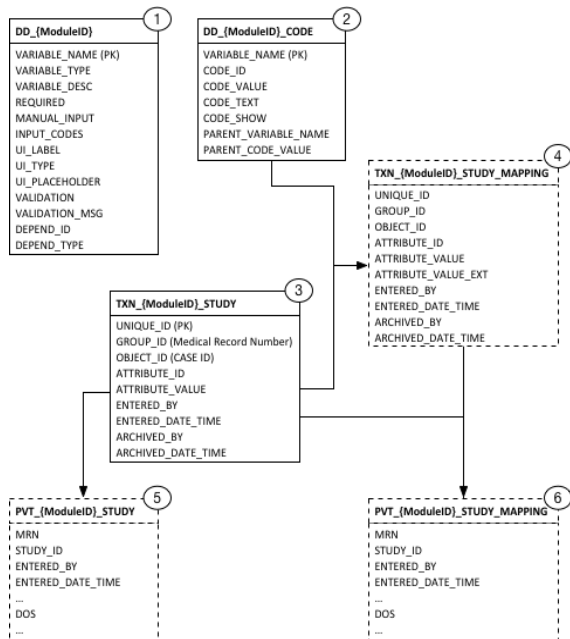 1
DD_{ModuleID}
VARIABLE_NAME (PK)
VARIABLE_TYPE
VARIABLE_DESC
REQUIRED
MANUAL_INPUT
INPUT_CODES
UI_LABEL
UI_TYPE
UI_PLACEHOLDER
VALIDATION
VALIDATION_MSG
DEPEND_ID
DEPEND_TYPE
2
DD_{ModuleID}_CODE
VARIABLE_NAME (PK)
CODE_ID
CODE_VALUE
CODE_TEXT
CODE_SHOW
PARENT_VARIABLE_NAME
PARENT_CODE_VALUE
3
TXN_{ModuleID}_STUDY
UNIQUE_ID (PK)
GROUP_ID (Medical Record Number)
OBJECT_ID (CASE ID)
ATTRIBUTE_ID
ATTRIBUTE_VALUE
ENTERED_BY
ENTERED_DATE_TIME
ARCHIVED_BY
ARCHIVED_DATE_TIME
4
TXN_{ModuleID}_STUDY_MAPPING
UNIQUE_ID
GROUP_ID
OBJECT_ID
ATTRIBUTE_ID
ATTRIBUTE_VALUE
ATTRIBUTE_VALUE_EXT
ENTERED_BY
ENTERED_DATE_TIME
ARCHIVED_BY
ARCHIVED_DATE_TIME
5
PVT_{ModuleID}_STUDY
MRN
STUDY_ID
ENTERED_BY
ENTERED_DATE_TIME
...
DOS
...
6
PVT_{ModuleID}_STUDY_MAPPING
MRN
STUDY_ID
ENTERED_BY
ENTERED_DATE_TIME
...
DOS
...